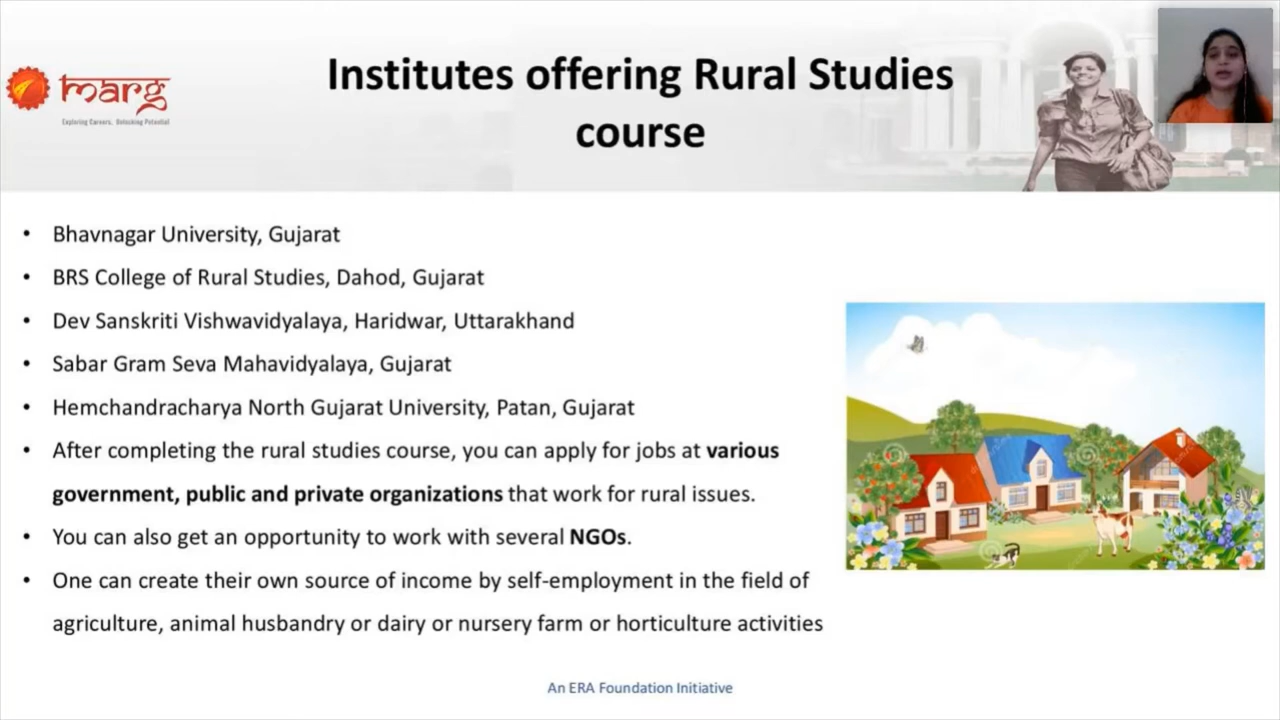 Institutes offering Rural Studies
course
marg
Exploring Careers, Unlocking Potential
• Bhavnagar University, Gujarat
• BRS College of Rural Studies, Dahod, Gujarat
• Dev Sanskriti Vishwavidyalaya, Haridwar, Uttarakhand
• Sabar Gram Seva Mahavidyalaya, Gujarat
• Hemchandracharya North Gujarat University, Patan, Gujarat
• After completing the rural studies course, you can apply for jobs at various
government, public and private organizations that work for rural issues.
• You can also get an opportunity to work with several NGOs.
• One can create their own source of income by self-employment in the field of
agriculture, animal husbandry or dairy or nursery farm or horticulture activities
An ERA Foundation Initiative